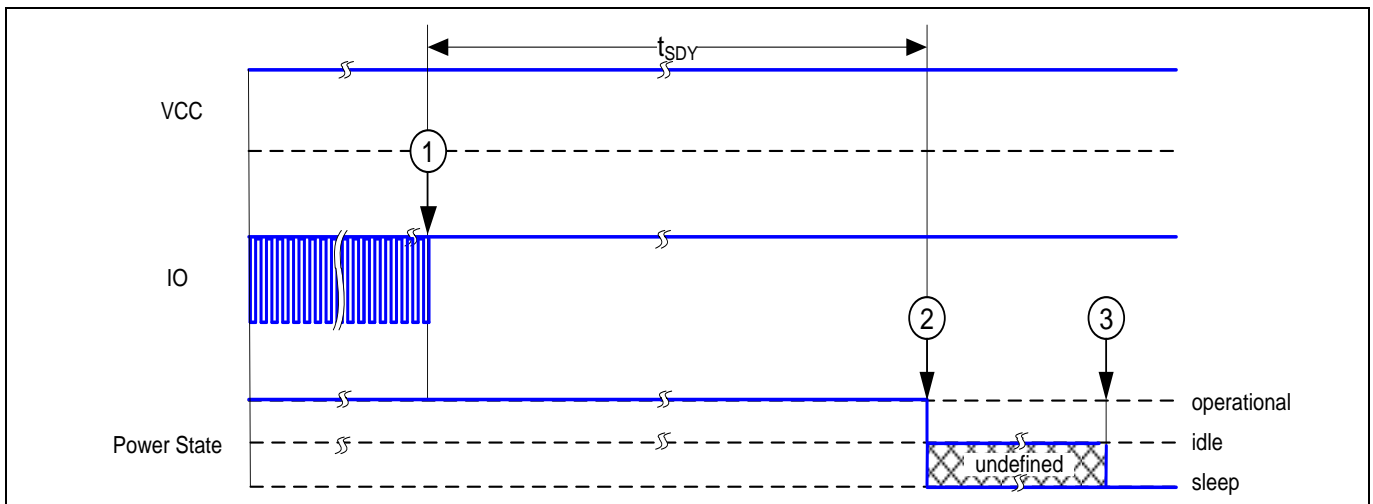 tSDY
VCC
1
IO
2
3
operational
Power State
idle
undefined
sleep